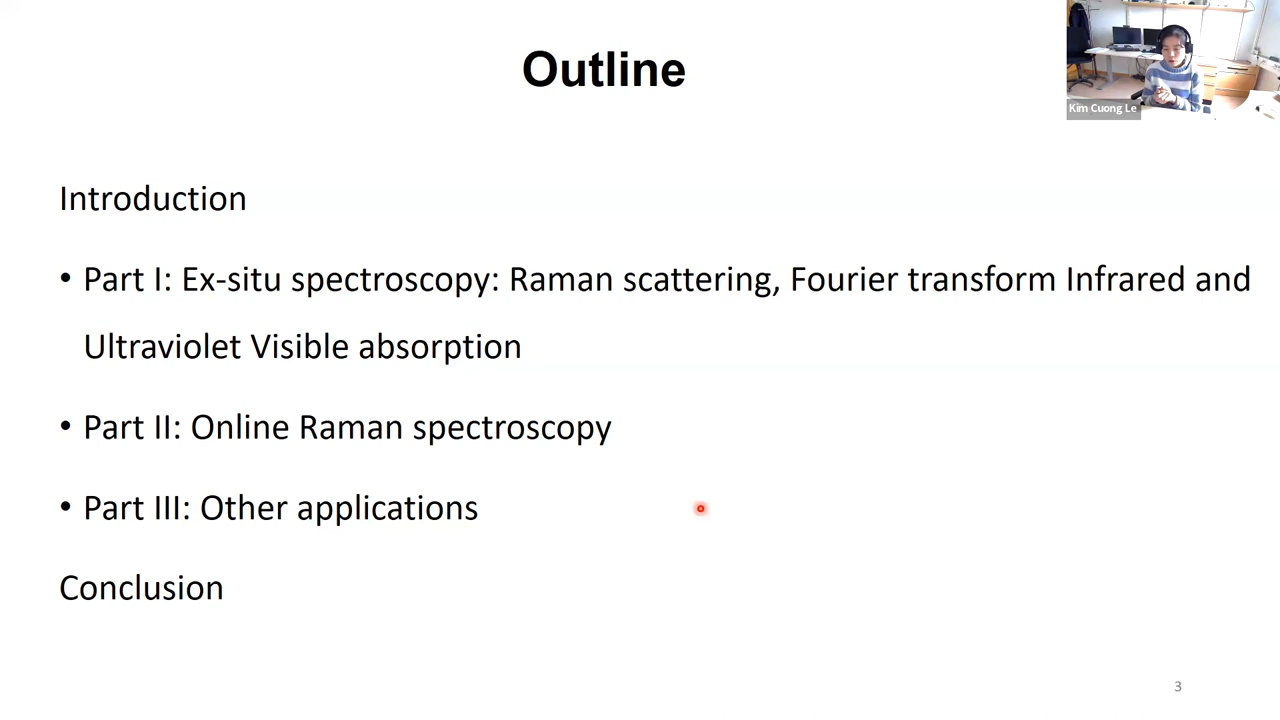 Outline
Kim Cuong Le
Introduction
• Part I: Ex-situ spectroscopy: Raman scattering, Fourier transform Infrared and
Ultraviolet Visible absorption
• Part II: Online Raman spectroscopy
• Part III: Other applications
Conclusion
3